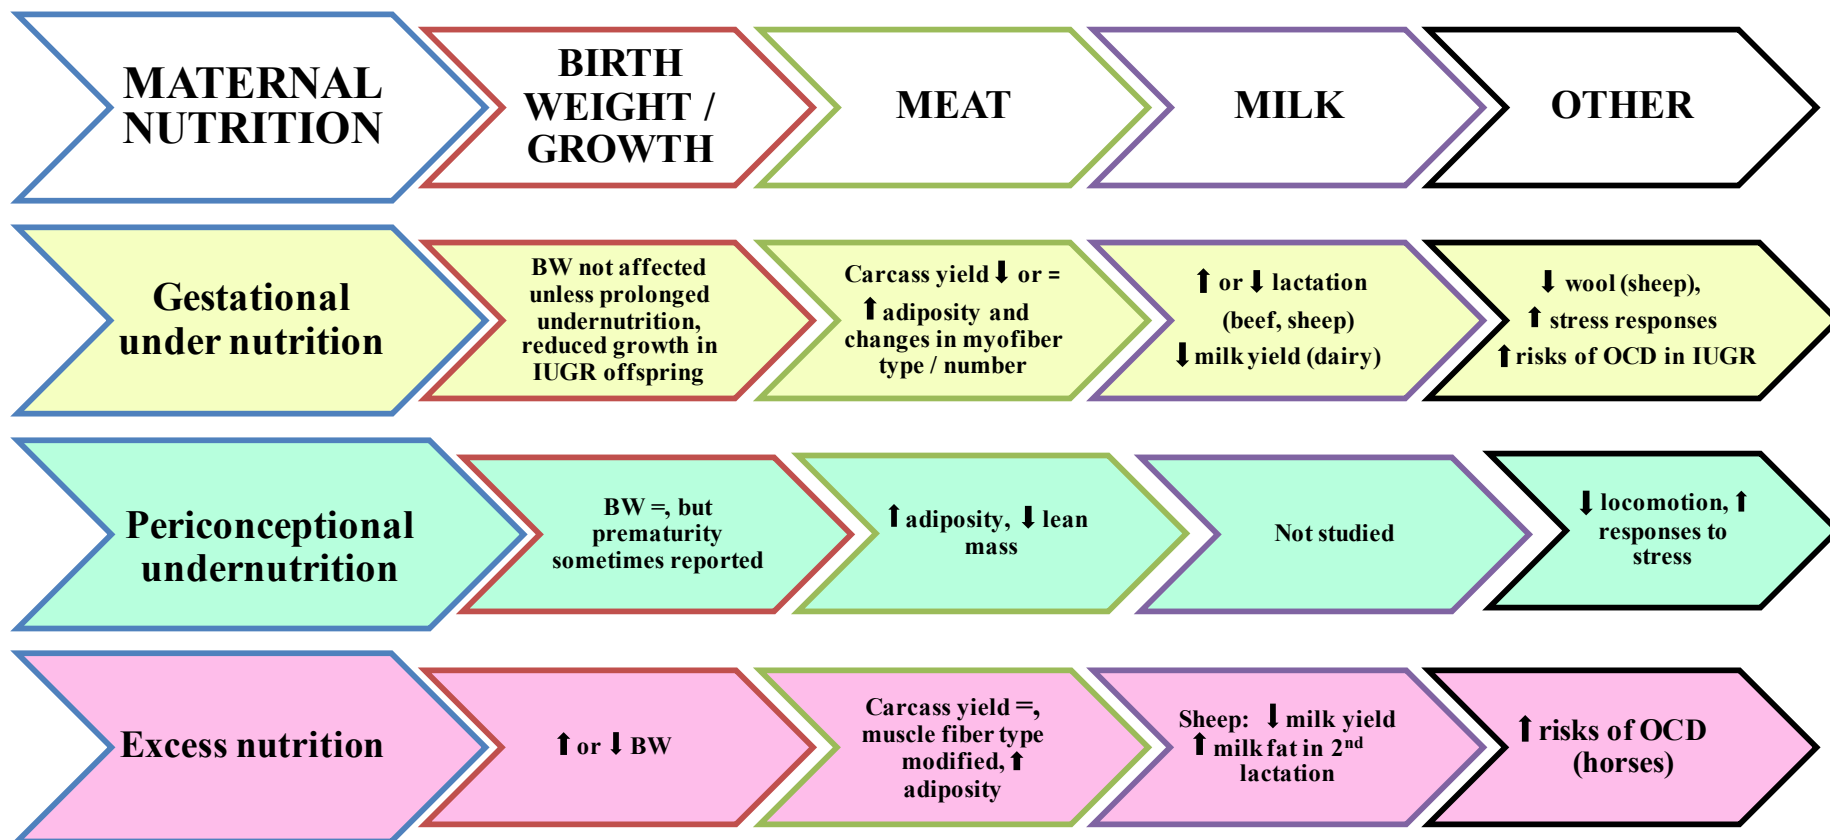 MATERNAL
NUTRITION
BIRTH
WEIGHT /
GROWTH
MEAT
MILK
OTHER
Gestational
under nutrition
BW not affected
unless prolonged
undernutrition,
reduced growth in
IUGR offspring
Carcass yield ⬇ or =
⬆ adiposity and
changes in myofiber
type / number
⬆ or ⬇ lactation
(beef, sheep)
⬇ milk yield (dairy)
⬇ wool (sheep),
⬆ stress responses
⬆ risks of OCD in IUGR
Periconceptional
undernutrition
BW =, but
prematurity
sometimes reported
⬆ adiposity, ⬇ lean
mass
Not studied
⬇ locomotion, ⬆
responses to
stress
Excess nutrition
⬆ or ⬇ BW
Carcass yield =,
muscle fiber type
modified, ⬆
adiposity
Sheep: ⬇ milk yield
⬆ milk fat in 2nd
lactation
⬆ risks of OCD
(horses)